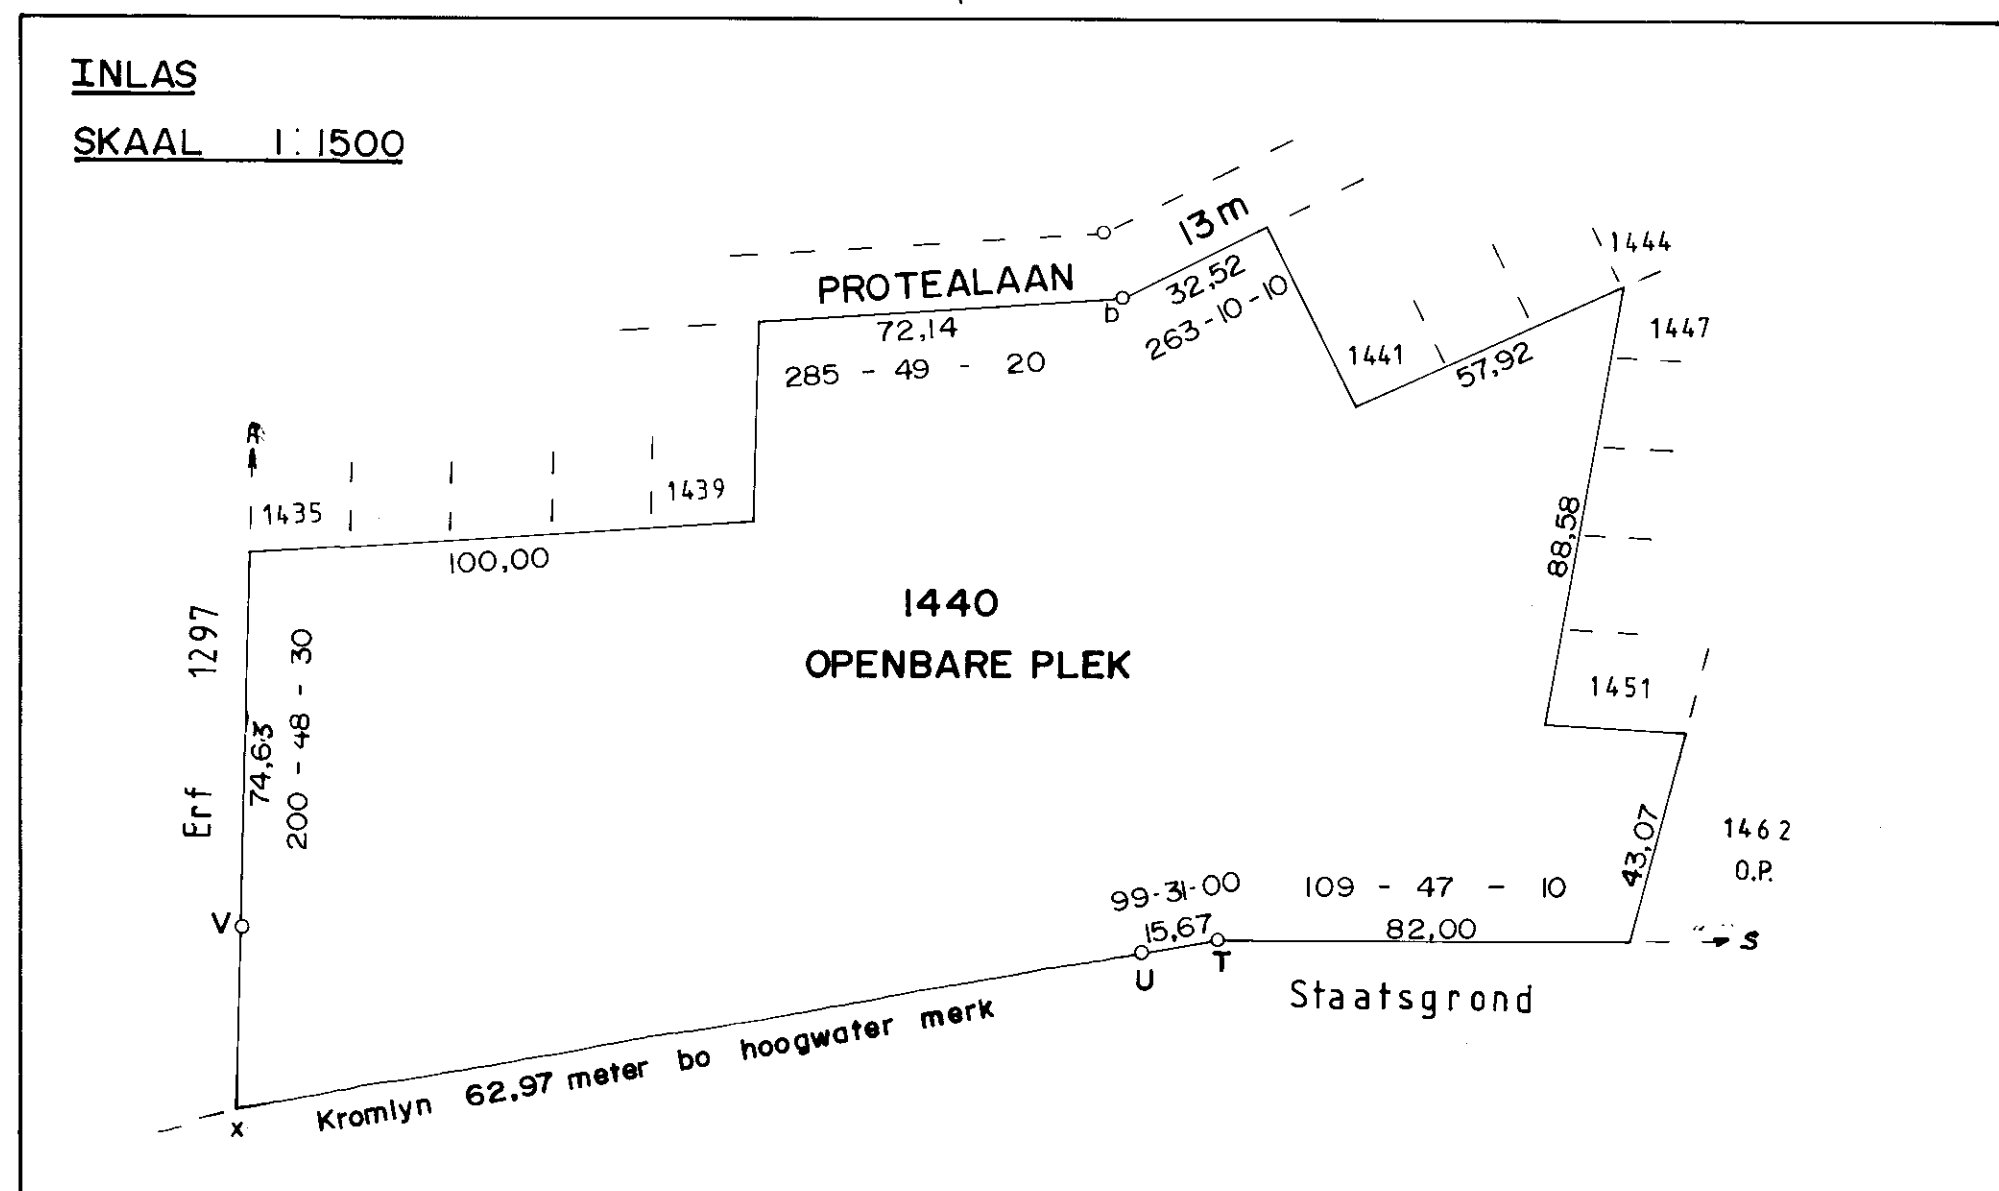 INLAS
SKAAL 1:1500
13m
PROTEALAAN
b
32,52
263-10-10
72,14
285 - 49 - 20
1444
1447
1441
57,92
A
1435
1439
100,00
88,58
1440
OPENBARE PLEK
Erf 1297
74,63
200 - 48 - 30
1451
1462
O.P.
43,07
99-31-00
109 - 47 - 10
15,67
82,00
V
U
T
S
Staatsgrond
Kromlyn 62,97 meter bo hoogwater merk
x